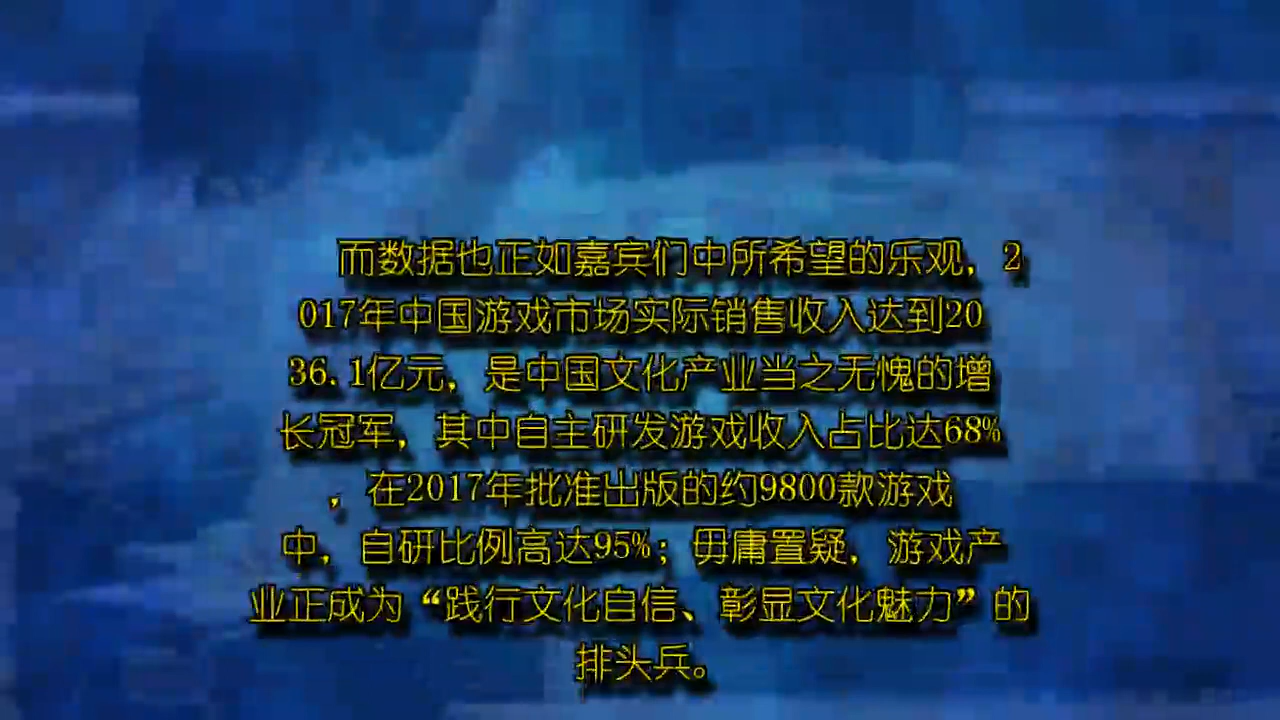 而数据也正如嘉宾们中所希望的乐观，2
017年中国游戏市场实际销售收入达到20
36.1亿元，是中国文化产业当之无愧的增
长冠军，其中自主研发游戏收入占比达68%
，在2017年批准出版的约9800款游戏
中，自研比例高达95%；毋庸置疑，游戏产
业正成为“践行文化自信、彰显文化魅力”的
排头兵。